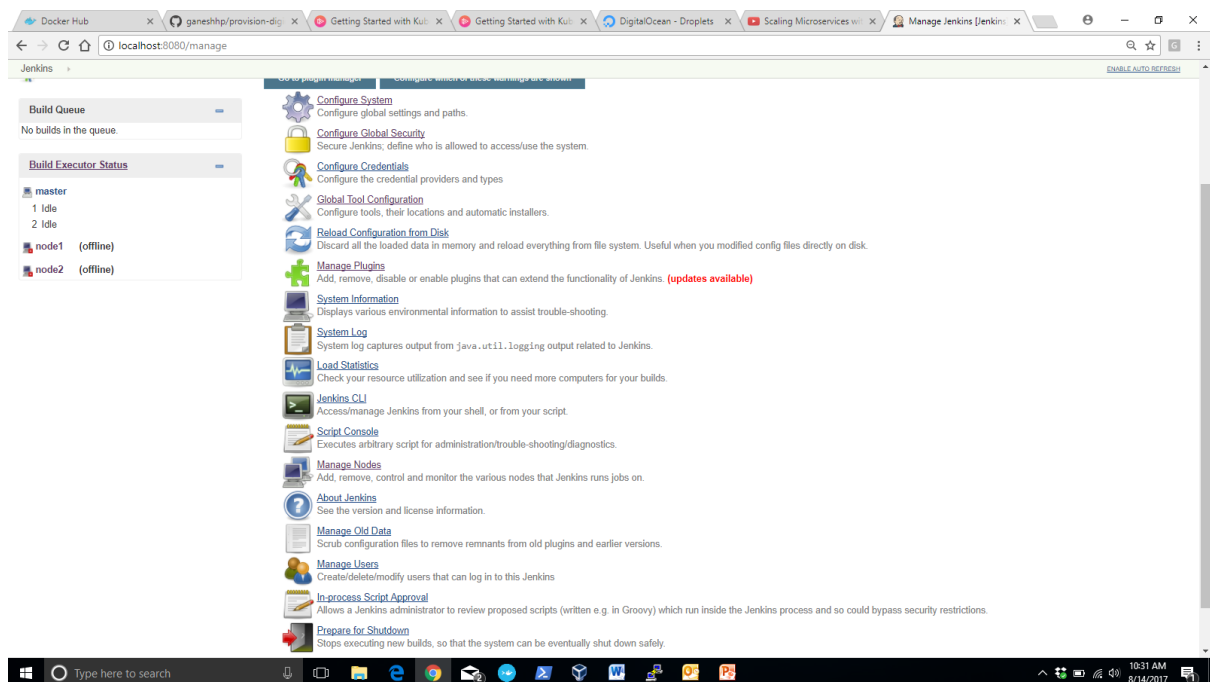 Docker Hub
ganeshhp/provision-digi
Getting Started with Kub
Getting Started with Kub
DigitalOcean - Droplets
Scaling Microservices wit
Manage Jenkins [Jenkins
localhost:8080/manage
Jenkins
ENABLE AUTO REFRESH
Go to plugin manager
Configure which of these warnings are shown
Build Queue
No builds in the queue.
Build Executor Status
master
1 Idle
2 Idle
node1 (offline)
node2 (offline)
Configure System
Configure global settings and paths.
Configure Global Security
Secure Jenkins; define who is allowed to access/use the system.
Configure Credentials
Configure the credential providers and types
Global Tool Configuration
Configure tools, their locations and automatic installers.
Reload Configuration from Disk
Discard all the loaded data in memory and reload everything from file system. Useful when you modified config files directly on disk.
Manage Plugins
Add, remove, disable or enable plugins that can extend the functionality of Jenkins. (updates available)
System Information
Displays various environmental information to assist trouble-shooting.
System Log
System log captures output from java.util.logging output related to Jenkins.
Load Statistics
Check your resource utilization and see if you need more computers for your builds.
Jenkins CLI
Access/manage Jenkins from your shell, or from your script.
Script Console
Executes arbitrary script for administration/trouble-shooting/diagnostics.
Manage Nodes
Add, remove, control and monitor the various nodes that Jenkins runs jobs on.
About Jenkins
See the version and license information.
Manage Old Data
Scrub configuration files to remove remnants from old plugins and earlier versions.
Manage Users
Create/delete/modify users that can log in to this Jenkins
In-process Script Approval
Allows a Jenkins administrator to review proposed scripts (written e.g. in Groovy) which run inside the Jenkins process and so could bypass security restrictions.
Prepare for Shutdown
Stops executing new builds, so that the system can be eventually shut down safely.
Type here to search
10:31 AM
8/14/2017